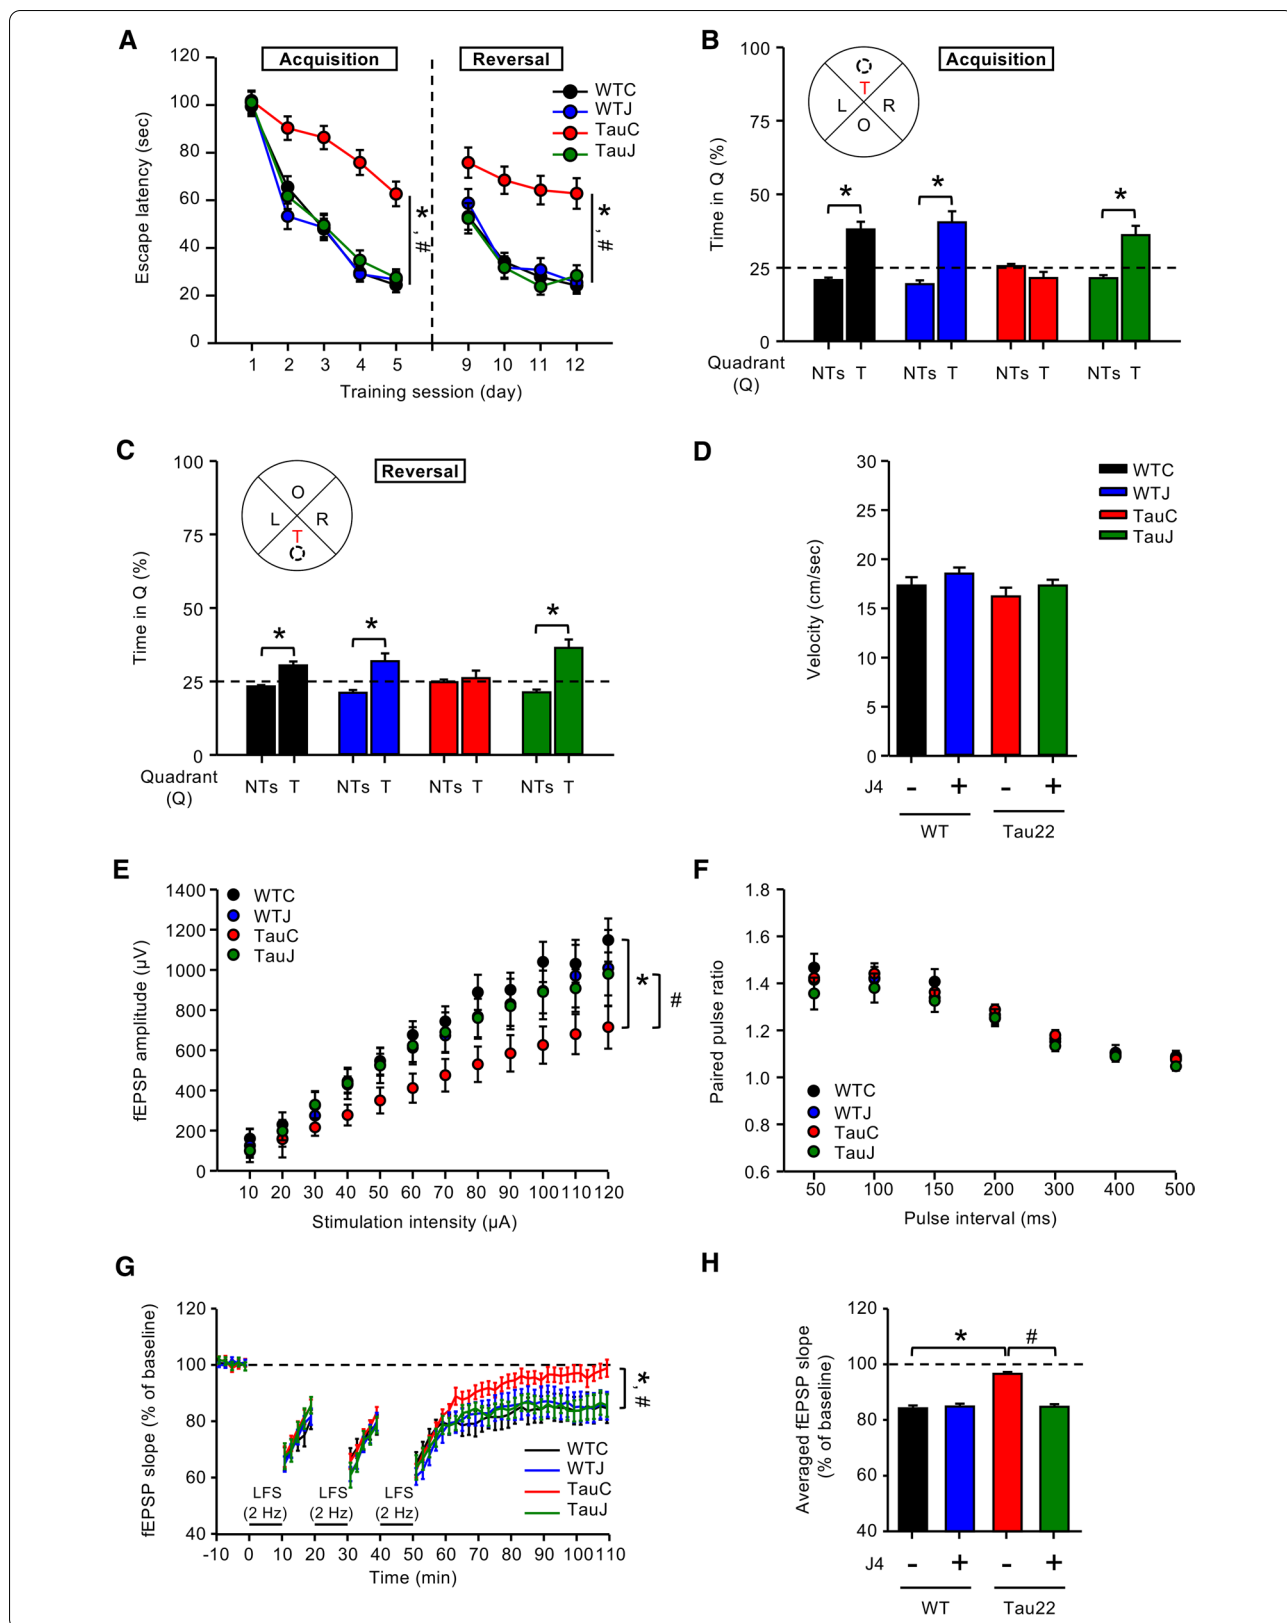 A
Acquisition
Reversal
WTC
WTJ
TauC
TauJ
120
100
80
60
40
20
0
Escape latency (sec)
*, #
*, #
1 2 3 4 5 9 10 11 12
Training session (day)
B
Acquisition
T
L R
O
100
75
50
25
0
Time in Q (%)
* * *
Quadrant
(Q)
NTs T NTs T NTs T NTs T
C
Reversal
O
L R
T
100
75
50
25
0
Time in Q (%)
* * *
Quadrant
(Q)
NTs T NTs T NTs T NTs T
D
WTC
WTJ
TauC
TauJ
30
25
20
15
10
5
0
Velocity (cm/sec)
J4 - + - +
WT Tau22
E
WTC
WTJ
TauC
TauJ
1400
1200
1000
800
600
400
200
0
fEPSP amplitude (µV)
* #
10 20 30 40 50 60 70 80 90 100 110 120
Stimulation intensity (µA)
F
1.8
1.6
1.4
1.2
1.0
0.8
0.6
Paired pulse ratio
WTC
WTJ
TauC
TauJ
50 100 150 200 300 400 500
Pulse interval (ms)
G
120
100
80
60
40
fEPSP slope (% of baseline)
*, #
WTC
WTJ
TauC
TauJ
LFS LFS LFS
(2 Hz) (2 Hz) (2 Hz)
-10 0 10 20 30 40 50 60 70 80 90 100 110
Time (min)
H
120
100
80
60
40
Averaged fEPSP slope
(% of baseline)
* #
J4 - + - +
WT Tau22